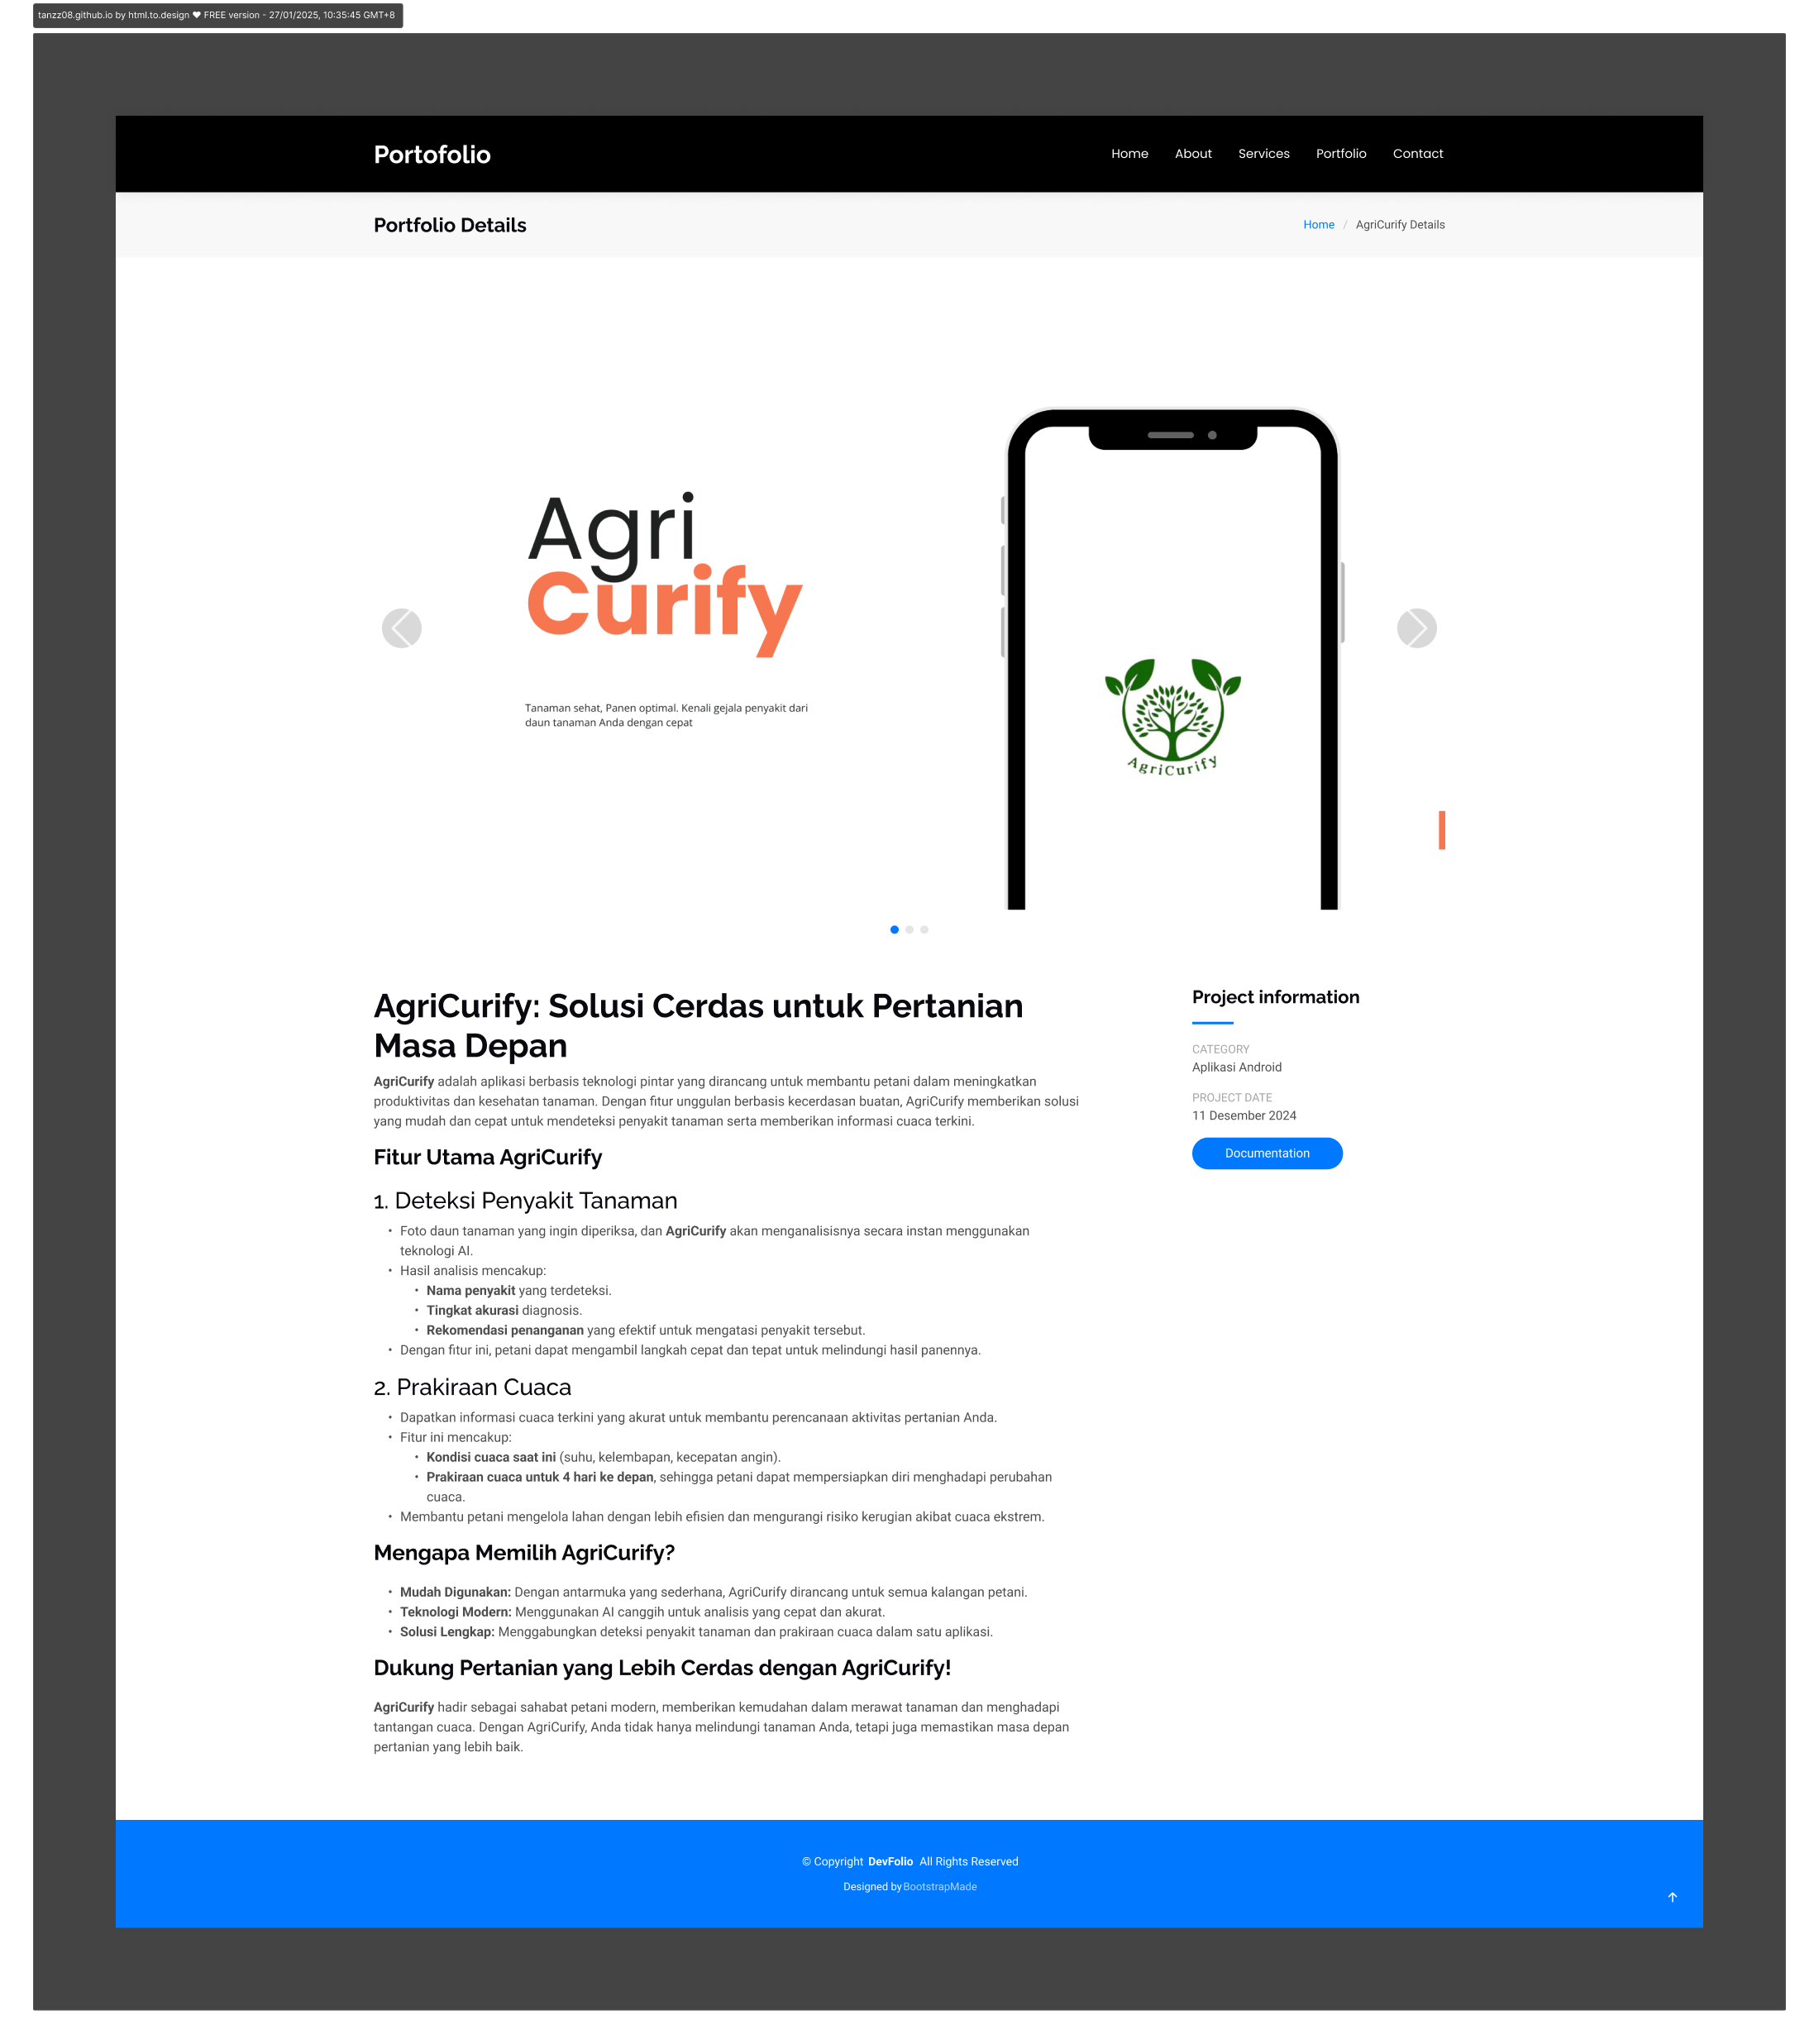 tanzz08.github.io by html.to.design ❤ FREE version - 27/01/2025, 10:35:45 GMT+8
Portofolio
Home About Services Portfolio Contact
Portfolio Details
Home / AgriCurify Details
Agri
Curify
Tanaman sehat, Panen optimal. Kenali gejala penyakit dari
daun tanaman Anda dengan cepat
AgriCurify
AgriCurify: Solusi Cerdas untuk Pertanian
Masa Depan
AgriCurify adalah aplikasi berbasis teknologi pintar yang dirancang untuk membantu petani dalam meningkatkan
produktivitas dan kesehatan tanaman. Dengan fitur unggulan berbasis kecerdasan buatan, AgriCurify memberikan solusi
yang mudah dan cepat untuk mendeteksi penyakit tanaman serta memberikan informasi cuaca terkini.
Fitur Utama AgriCurify
1. Deteksi Penyakit Tanaman
• Foto daun tanaman yang ingin diperiksa, dan AgriCurify akan menganalisisnya secara instan menggunakan
teknologi AI.
• Hasil analisis mencakup:
• Nama penyakit yang terdeteksi.
• Tingkat akurasi diagnosis.
• Rekomendasi penanganan yang efektif untuk mengatasi penyakit tersebut.
• Dengan fitur ini, petani dapat mengambil langkah cepat dan tepat untuk melindungi hasil panennya.
2. Prakiraan Cuaca
• Dapatkan informasi cuaca terkini yang akurat untuk membantu perencanaan aktivitas pertanian Anda.
• Fitur ini mencakup:
• Kondisi cuaca saat ini (suhu, kelembapan, kecepatan angin).
• Prakiraan cuaca untuk 4 hari ke depan, sehingga petani dapat mempersiapkan diri menghadapi perubahan
cuaca.
• Membantu petani mengelola lahan dengan lebih efisien dan mengurangi risiko kerugian akibat cuaca ekstrem.
Mengapa Memilih AgriCurify?
• Mudah Digunakan: Dengan antarmuka yang sederhana, AgriCurify dirancang untuk semua kalangan petani.
• Teknologi Modern: Menggunakan AI canggih untuk analisis yang cepat dan akurat.
• Solusi Lengkap: Menggabungkan deteksi penyakit tanaman dan prakiraan cuaca dalam satu aplikasi.
Dukung Pertanian yang Lebih Cerdas dengan AgriCurify!
AgriCurify hadir sebagai sahabat petani modern, memberikan kemudahan dalam merawat tanaman dan menghadapi
tantangan cuaca. Dengan AgriCurify, Anda tidak hanya melindungi tanaman Anda, tetapi juga memastikan masa depan
pertanian yang lebih baik.
Project information
CATEGORY
Aplikasi Android
PROJECT DATE
11 Desember 2024
Documentation
© Copyright DevFolio All Rights Reserved
Designed by BootstrapMade